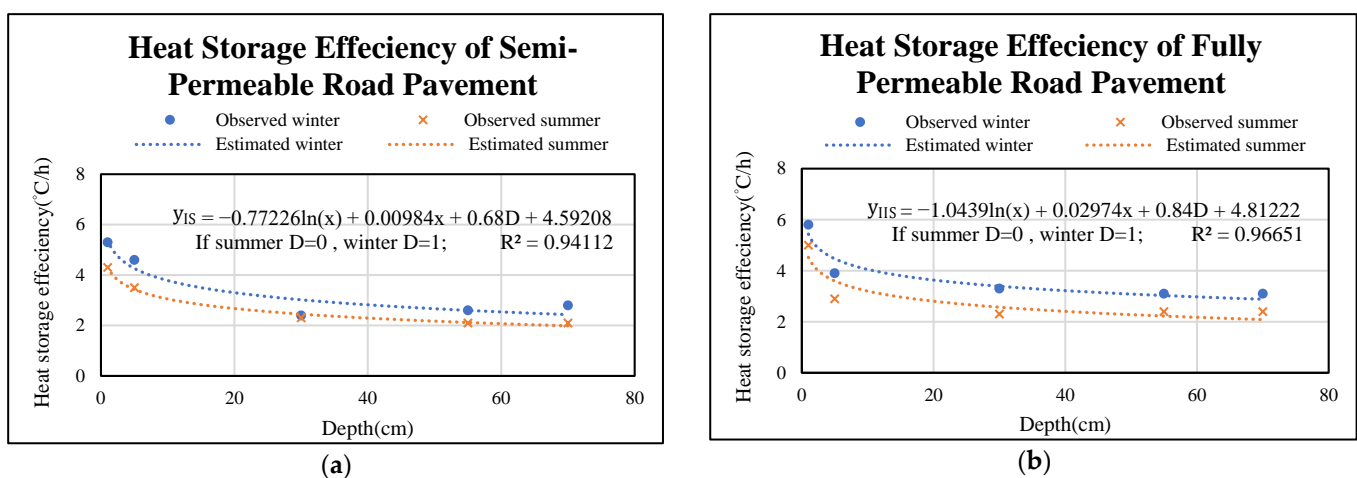 Heat Storage Effeciency of Semi-
Permeable Road Pavement
Observed winter
Observed summer
Estimated winter
Estimated summer
Heat storage effeciency(°C/h)
8
6
4
2
0
y_IS = −0.77226ln(x) + 0.00984x + 0.68D + 4.59208
If summer D=0 , winter D=1; R² = 0.94112
0 20 40 60 80
Depth(cm)
(a)
Heat Storage Effeciency of Fully
Permeable Road Pavement
Observed winter
Observed summer
Estimated winter
Estimated summer
Heat storage effeciency(°C/h)
8
6
4
2
0
y_IIS = −1.0439ln(x) + 0.02974x + 0.84D + 4.81222
If summer D=0 , winter D=1; R² = 0.96651
0 20 40 60 80
Depth(cm)
(b)